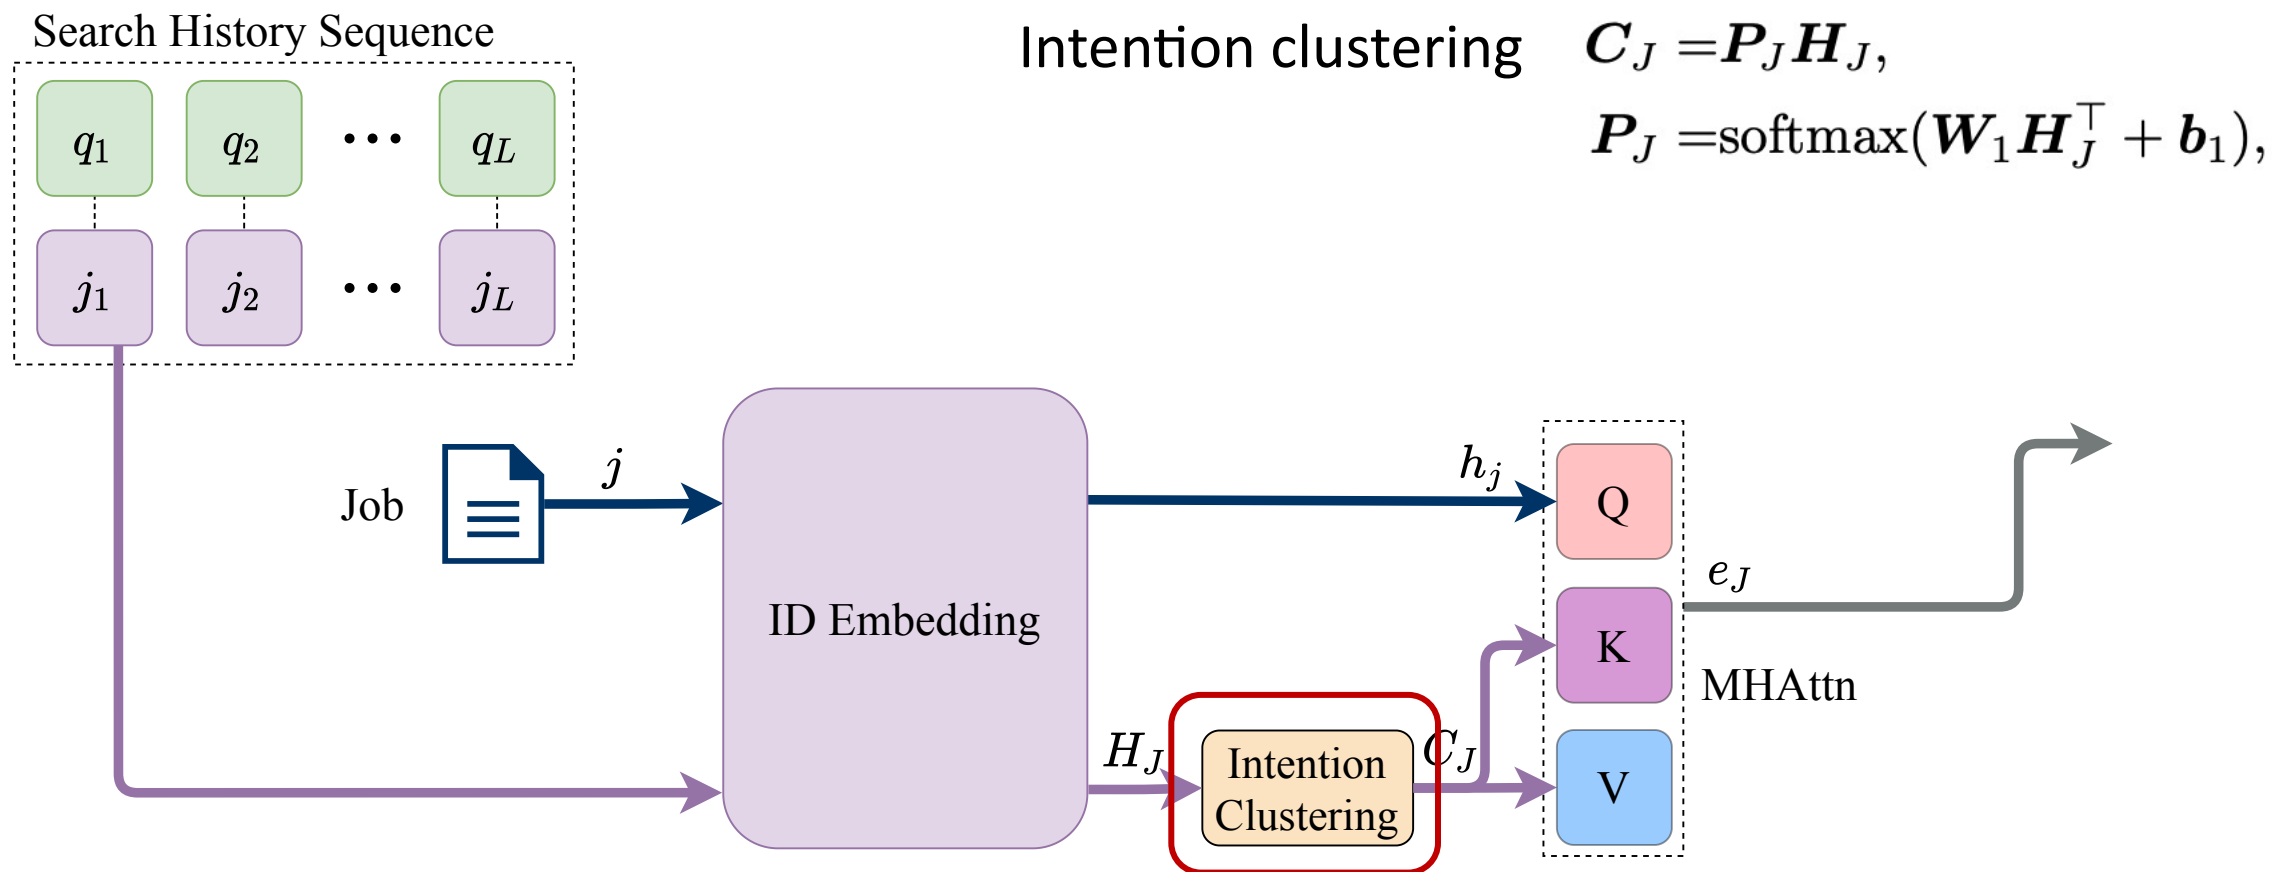 Search History Sequence
Intention clustering
C_J = P_J H_J,
P_J = softmax(W_1 H_J^⊤ + b_1),
q_1 q_2 ··· q_L
j_1 j_2 ··· j_L
Job
j
ID Embedding
h_j
Q
e_J
K
MHAttn
H_J
Intention
Clustering
C_J
V